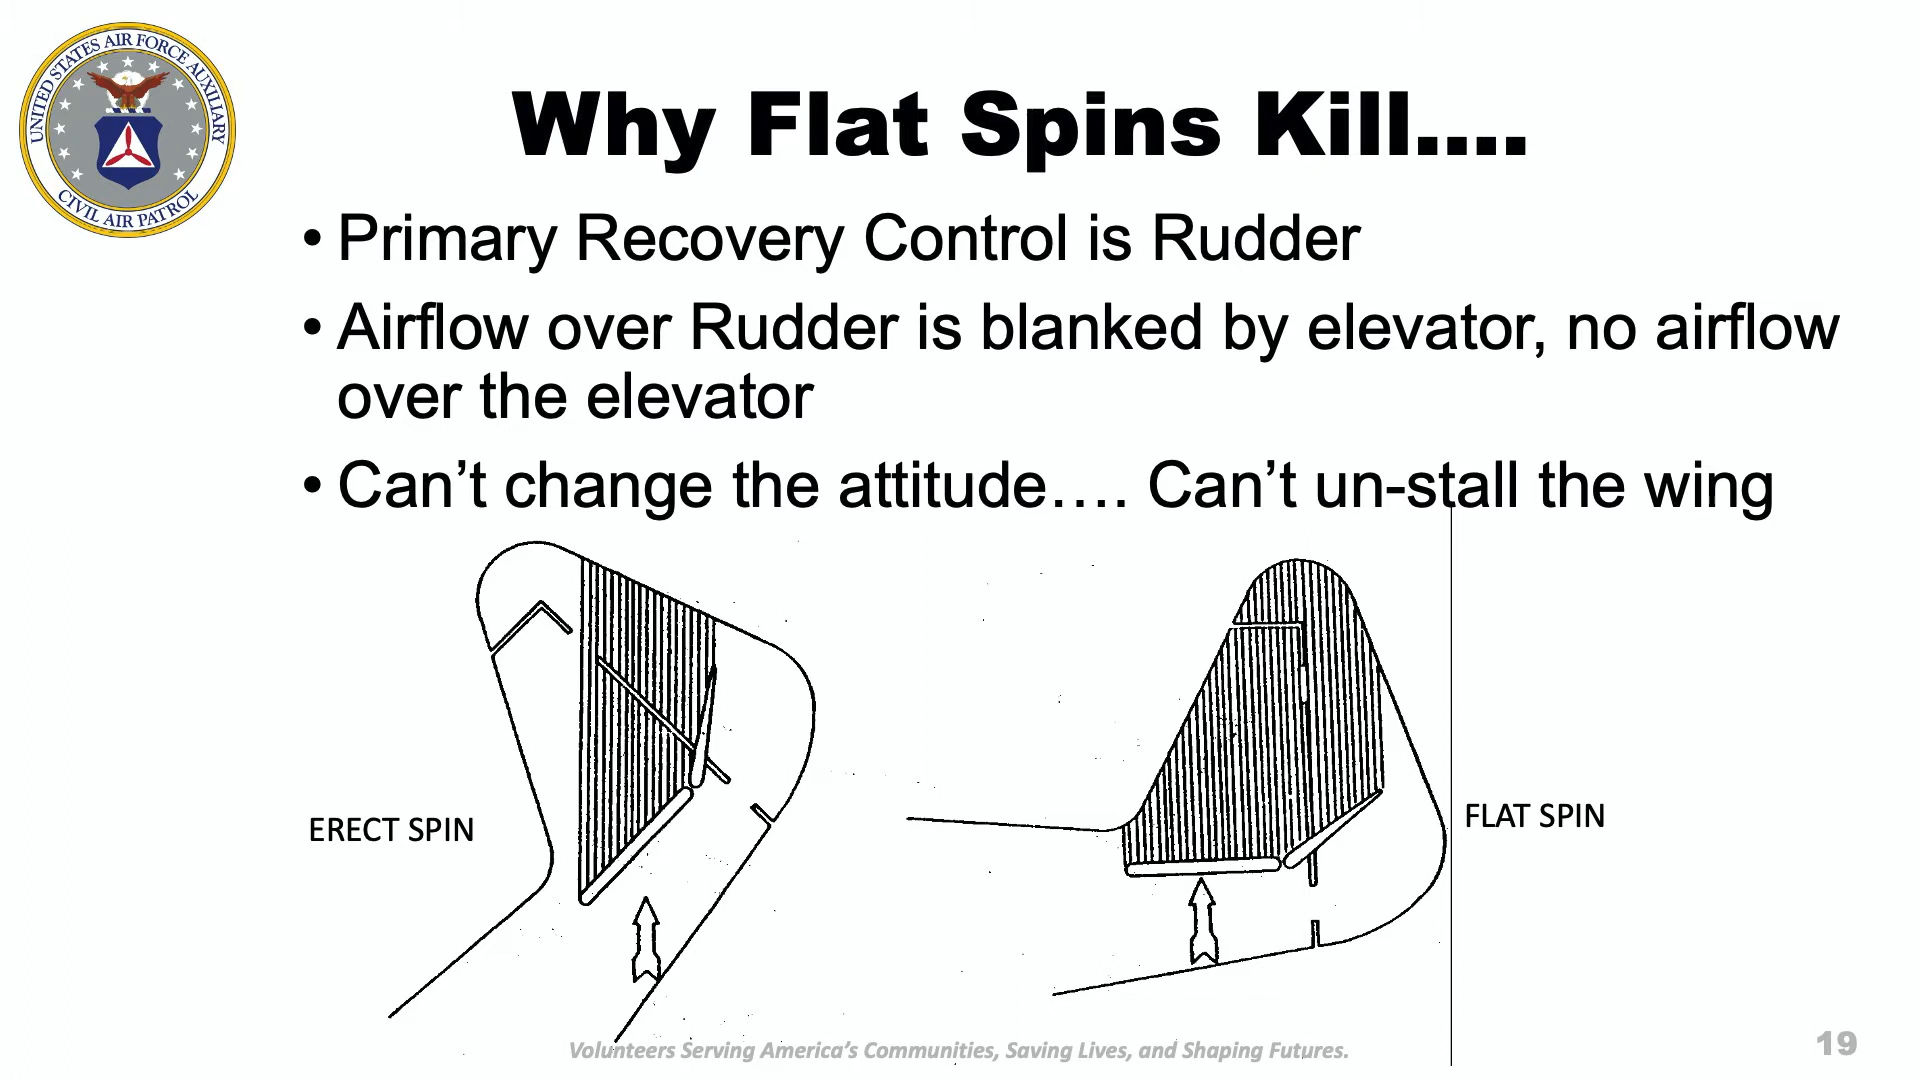 UNITED STATES AIR FORCE AUXILIARY
CIVIL AIR PATROL
Why Flat Spins Kill....
• Primary Recovery Control is Rudder
• Airflow over Rudder is blanked by elevator, no airflow
over the elevator
• Can’t change the attitude…. Can’t un-stall the wing
ERECT SPIN
FLAT SPIN
Volunteers Serving America’s Communities, Saving Lives, and Shaping Futures.
19